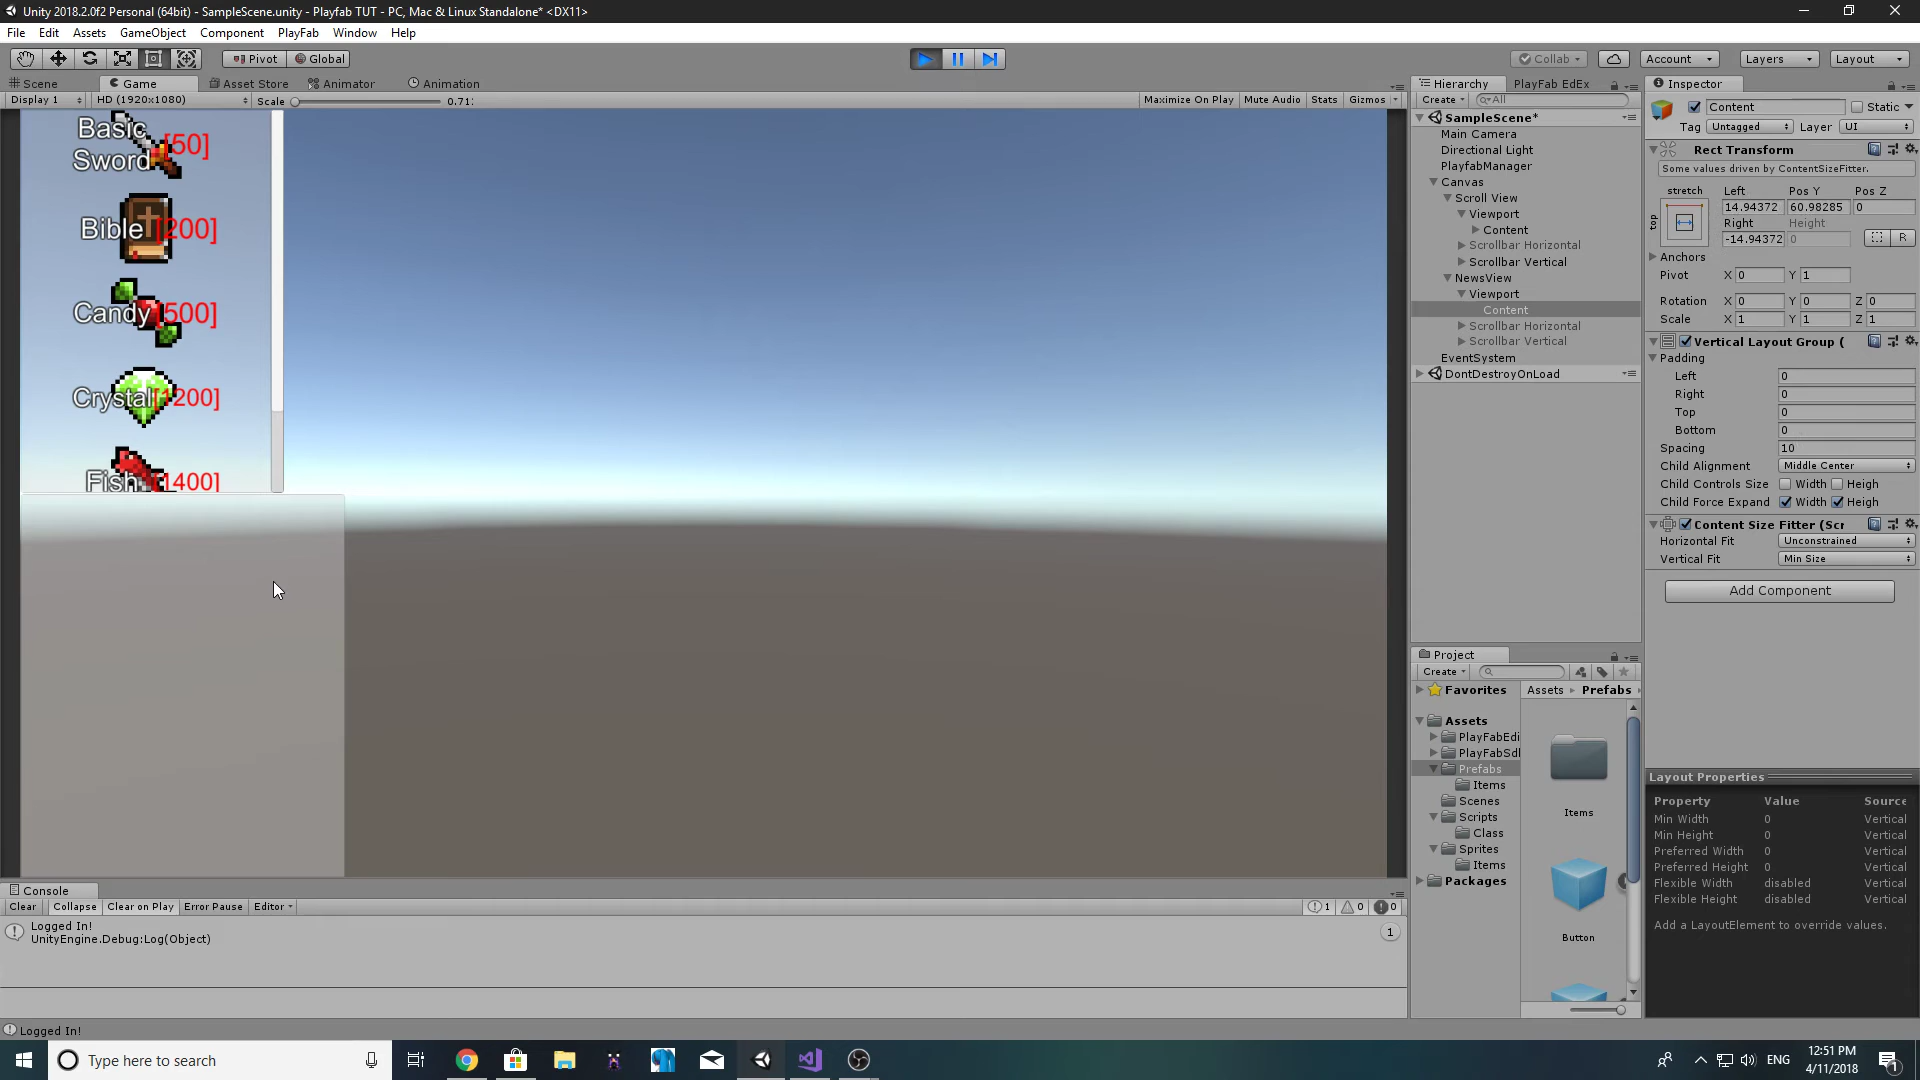 Unity 2018.2.0f2 Personal (64bit) - SampleScene.unity - Playfab TUT - PC, Mac & Linux Standalone* <DX11>
File Edit Assets GameObject Component PlayFab Window Help
Pivot Global Collab Account Layers Layout
Scene Game Asset Store Animator Animation
Display 1 HD (1920x1080) Scale 0.71: Maximize On Play Mute Audio Stats Gizmos
Basic Sword [50]
Bible [200]
Candy [500]
Crystal [1200]
Fish [1400]
Hierarchy PlayFab EdEx
Create All
SampleScene*
Main Camera
Directional Light
PlayfabManager
Canvas
Scroll View
Viewport
Content
Scrollbar Horizontal
Scrollbar Vertical
NewsView
Viewport
Content
Scrollbar Horizontal
Scrollbar Vertical
EventSystem
DontDestroyOnLoad
Project
Create
Favorites
Assets
PlayFabEdi
PlayFabSdl
Prefabs
Items
Scenes
Scripts
Class
Sprites
Items
Packages
Assets Prefabs
Items
Button
Inspector
Content Static
Tag Untagged Layer UI
Rect Transform
Some values driven by ContentSizeFitter.
stretch Left Pos Y Pos Z
top 14.94372 60.98285 0
Right Height
-14.94372 0 R
Anchors
Pivot X 0 Y 1
Rotation X 0 Y 0 Z 0
Scale X 1 Y 1 Z 1
Vertical Layout Group (
Padding
Left 0
Right 0
Top 0
Bottom 0
Spacing 10
Child Alignment Middle Center
Child Controls Size Width Heigh
Child Force Expand Width Heigh
Content Size Fitter (Scr
Horizontal Fit Unconstrained
Vertical Fit Min Size
Add Component
Layout Properties
Property Value Source
Min Width 0 Vertical
Min Height 0 Vertical
Preferred Width 0 Vertical
Preferred Height 0 Vertical
Flexible Width disabled Vertical
Flexible Height disabled Vertical
Add a LayoutElement to override values.
Console
Clear Collapse Clear on Play Error Pause Editor 1 0 0
Logged In!
UnityEngine.Debug:Log(Object) 1
Logged In!
Type here to search ENG 12:51 PM
4/11/2018 1